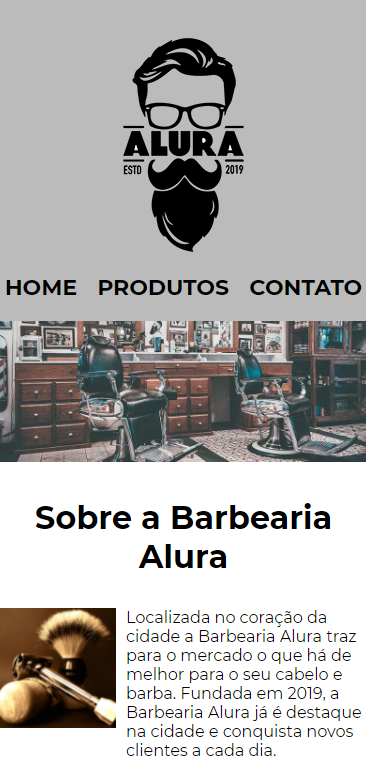 ALURA
ESTD 2019
HOME PRODUTOS CONTATO
Sobre a Barbearia
Alura
Localizada no coração da
cidade a Barbearia Alura traz
para o mercado o que há de
melhor para o seu cabelo e
barba. Fundada em 2019, a
Barbearia Alura já é destaque
na cidade e conquista novos
clientes a cada dia.